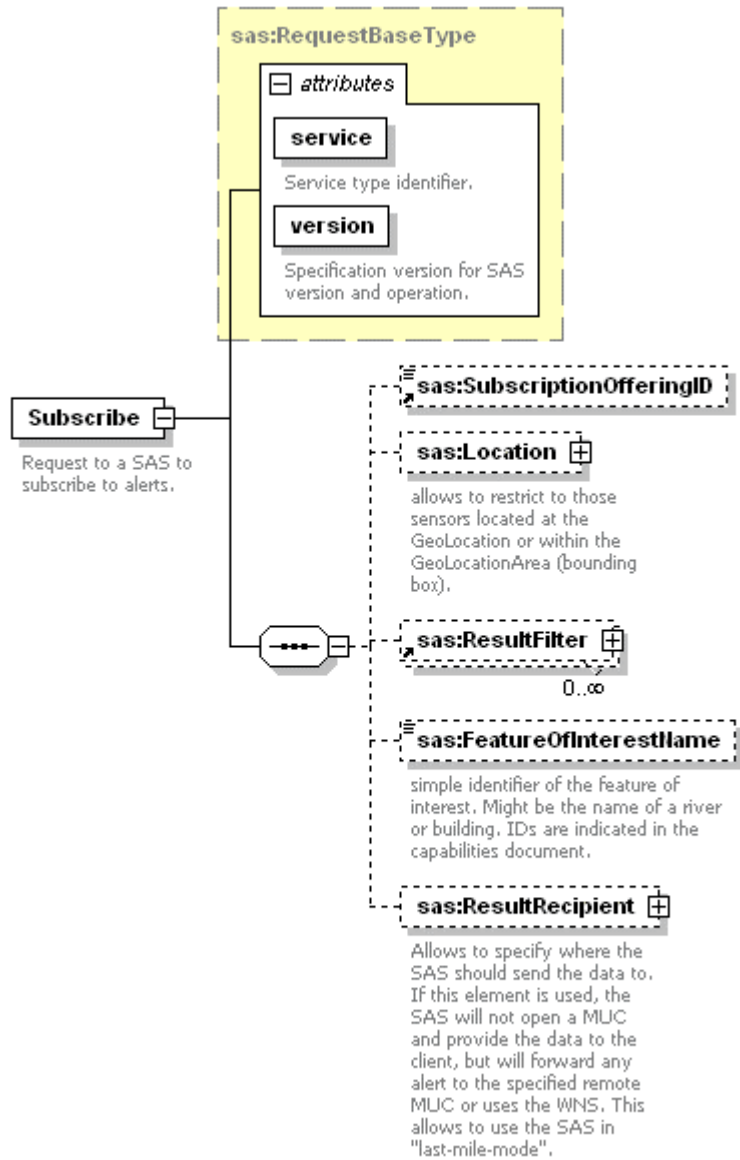 sas:RequestBaseType
attributes
service
Service type identifier.
version
Specification version for SAS
version and operation.
Subscribe
Request to a SAS to
subscribe to alerts.
sas:SubscriptionOfferingID
sas:Location
allows to restrict to those
sensors located at the
GeoLocation or within the
GeoLocationArea (bounding
box).
sas:ResultFilter
0..∞
sas:FeatureOfInterestName
simple identifier of the feature of
interest. Might be the name of a river
or building. IDs are indicated in the
capabilities document.
sas:ResultRecipient
Allows to specify where the
SAS should send the data to.
If this element is used, the
SAS will not open a MUC
and provide the data to the
client, but will forward any
alert to the specified remote
MUC or uses the WNS. This
allows to use the SAS in
"last-mile-mode".